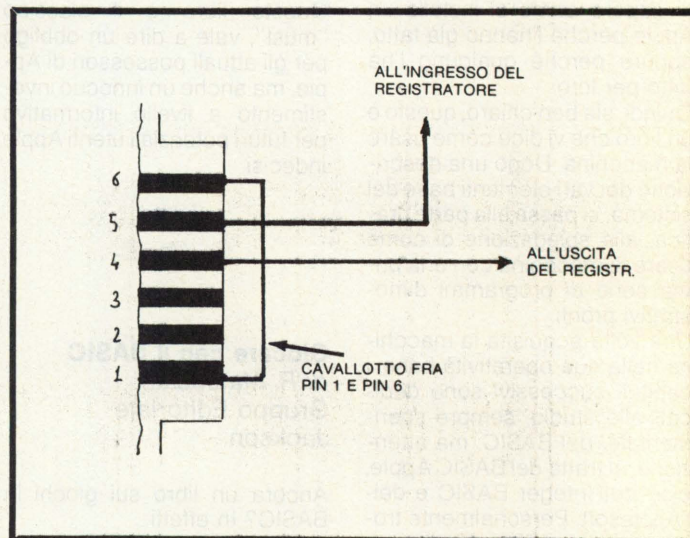 ALL'INGRESSO DEL
REGISTRATORE
6
5
4
3
2
1
ALL'USCITA
DEL REGISTR.
CAVALLOTTO FRA
PIN 1 E PIN 6